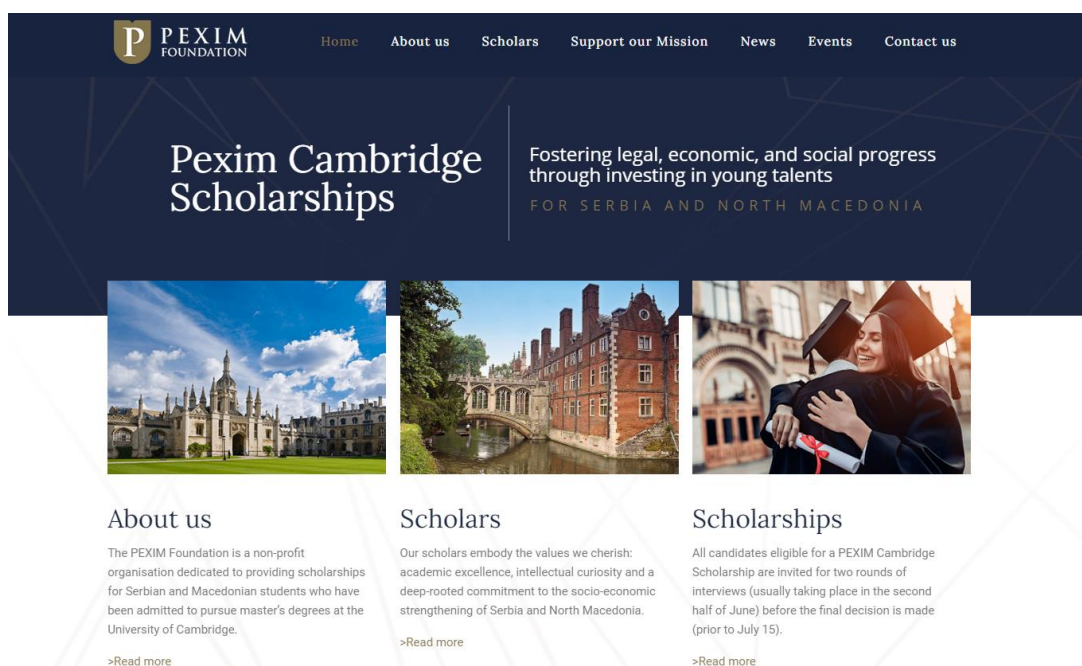 P PEXIM
FOUNDATION
Home About us Scholars Support our Mission News Events Contact us
Pexim Cambridge
Scholarships
Fostering legal, economic, and social progress
through investing in young talents
FOR SERBIA AND NORTH MACEDONIA
About us
The PEXIM Foundation is a non-profit
organisation dedicated to providing scholarships
for Serbian and Macedonian students who have
been admitted to pursue master's degrees at the
University of Cambridge.
>Read more
Scholars
Our scholars embody the values we cherish:
academic excellence, intellectual curiosity and a
deep-rooted commitment to the socio-economic
strengthening of Serbia and North Macedonia.
>Read more
Scholarships
All candidates eligible for a PEXIM Cambridge
Scholarship are invited for two rounds of
interviews (usually taking place in the second
half of June) before the final decision is made
(prior to July 15).
>Read more